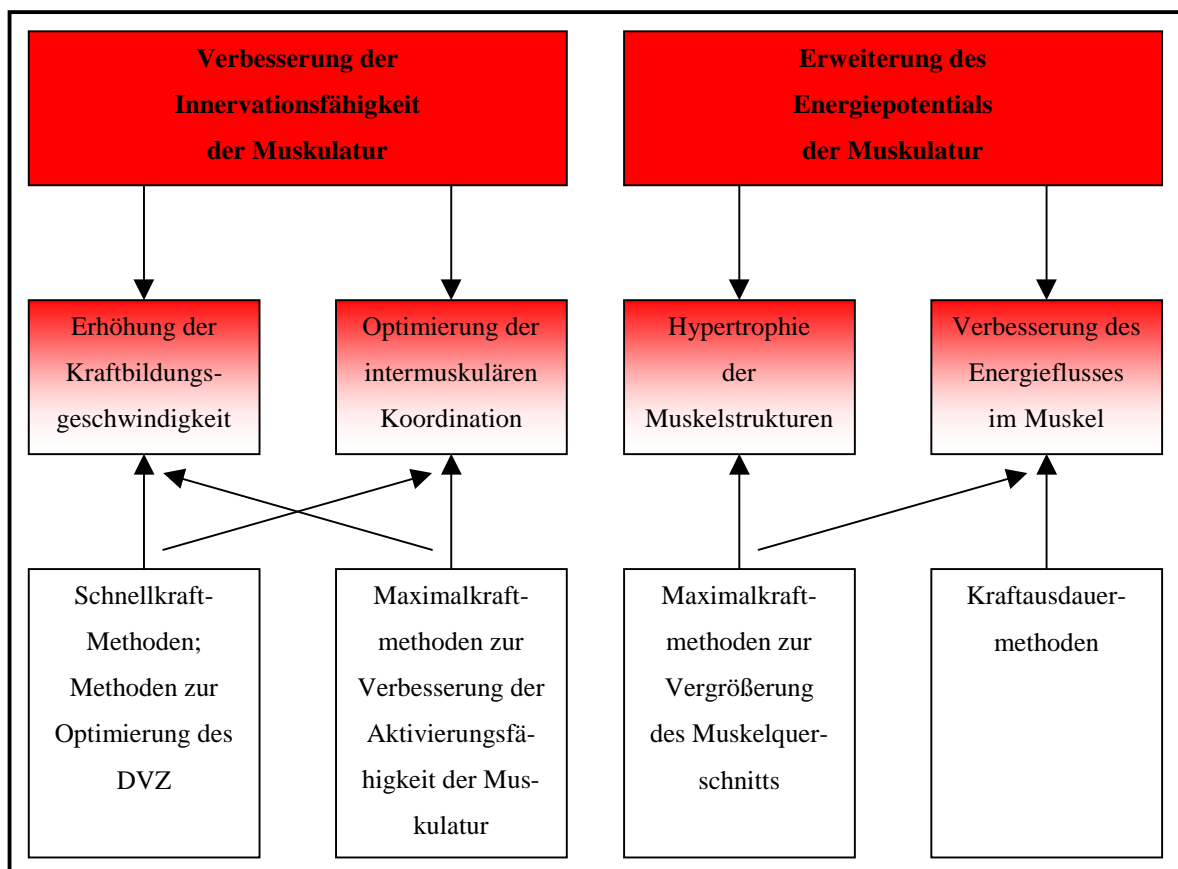 Verbesserung der
Innervationsfähigkeit
der Muskulatur
Erweiterung des
Energiepotentials
der Muskulatur
Erhöhung der
Kraftbildungs-
geschwindigkeit
Optimierung der
intermuskulären
Koordination
Hypertrophie
der
Muskelstrukturen
Verbesserung des
Energieflusses
im Muskel
Schnellkraft-
Methoden;
Methoden zur
Optimierung des
DVZ
Maximalkraft-
methoden zur
Verbesserung der
Aktivierungsfä-
higkeit der Mus-
kulatur
Maximalkraft-
methoden zur
Vergrößerung
des Muskelquer-
schnitts
Kraftausdauer-
methoden